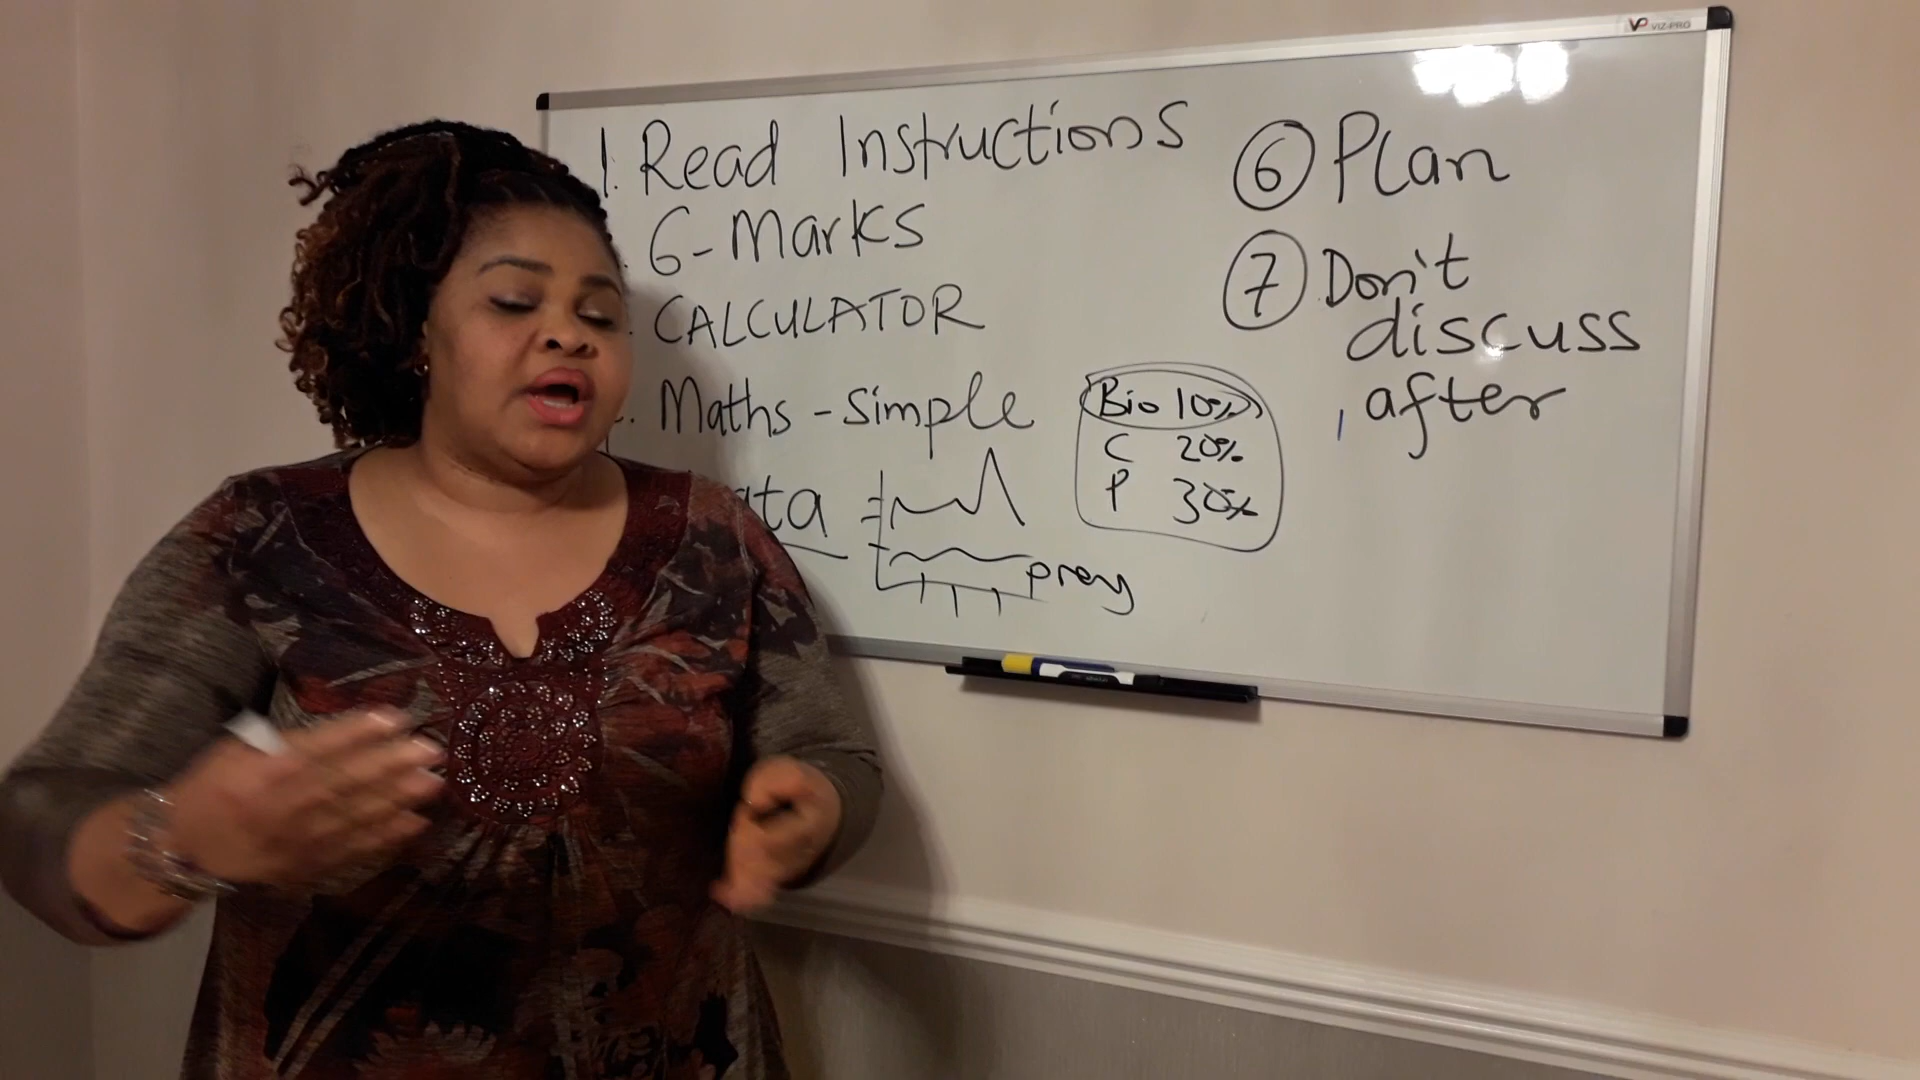 1. Read Instructions
6-Marks
CALCULATOR
Maths - Simple
ata
prey
Bio 10%
C 20%
P 30%
6 Plan
7 Don't
discuss
after
VIZ-PRO